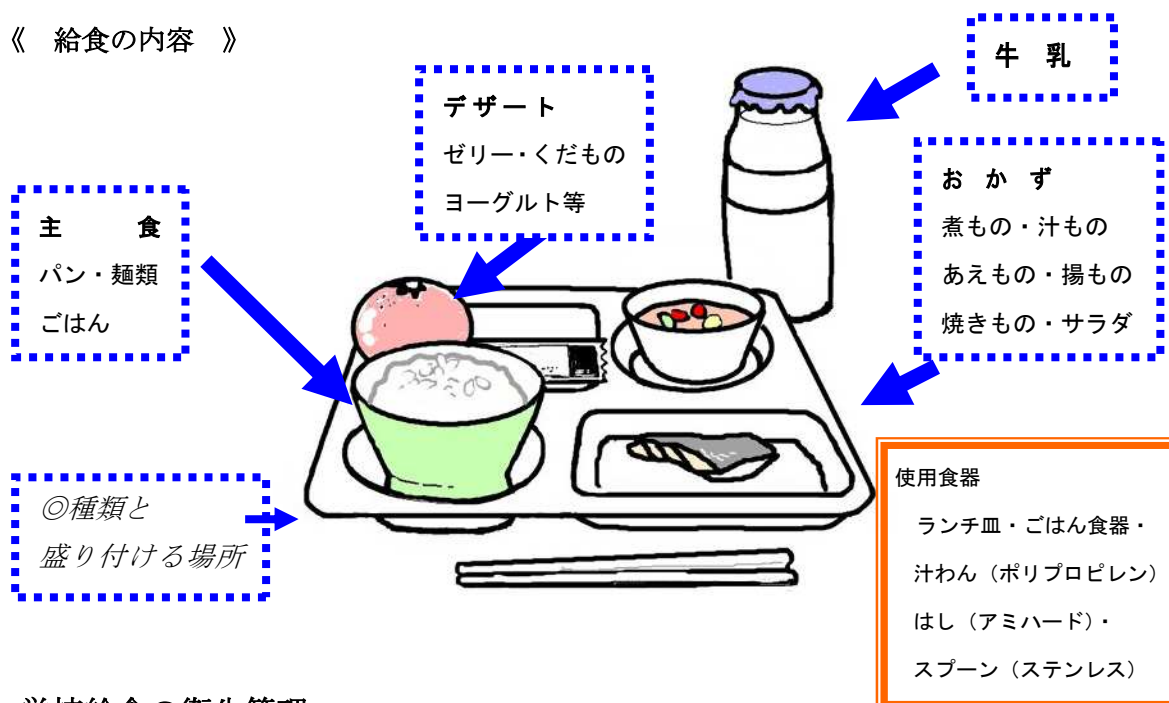 《　給食の内容　》
牛　乳
デザート
ゼリー・くだもの
ヨーグルト等
おかず
煮もの・汁もの
あえもの・揚もの
焼きもの・サラダ
主　　食
パン・麺類
ごはん
◎種類と
盛り付ける場所
使用食器
ランチ皿・ごはん食器・
汁わん（ポリプロピレン）
はし（アミハード）・
スプーン（ステンレス）